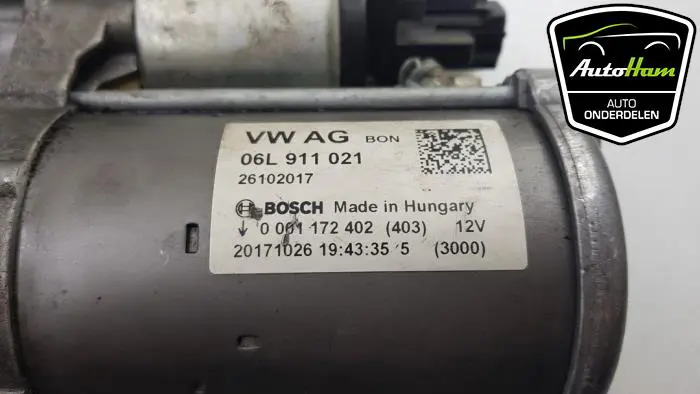 AutoHam
AUTO
ONDERDELEN
VW AG BON
06L 911 021
26102017
BOSCH Made in Hungary
↓ 0 001 172 402 (403) 12V
20171026 19:43:35 5 (3000)